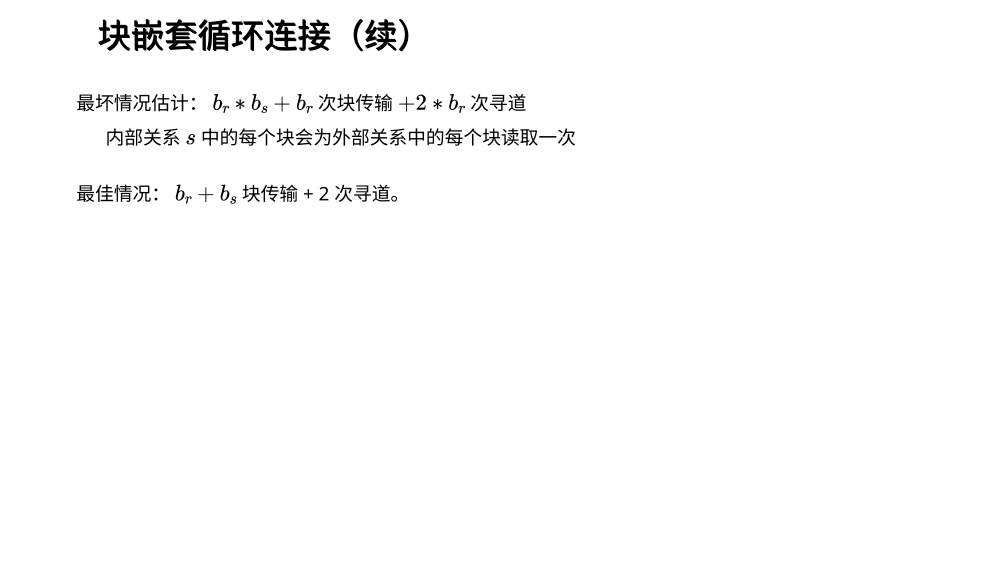 块嵌套循环连接（续）
最坏情况估计： $b_r * b_s + b_r$ 次块传输 $+2 * b_r$ 次寻道
内部关系 $s$ 中的每个块会为外部关系中的每个块读取一次
最佳情况： $b_r + b_s$ 块传输 + 2 次寻道。